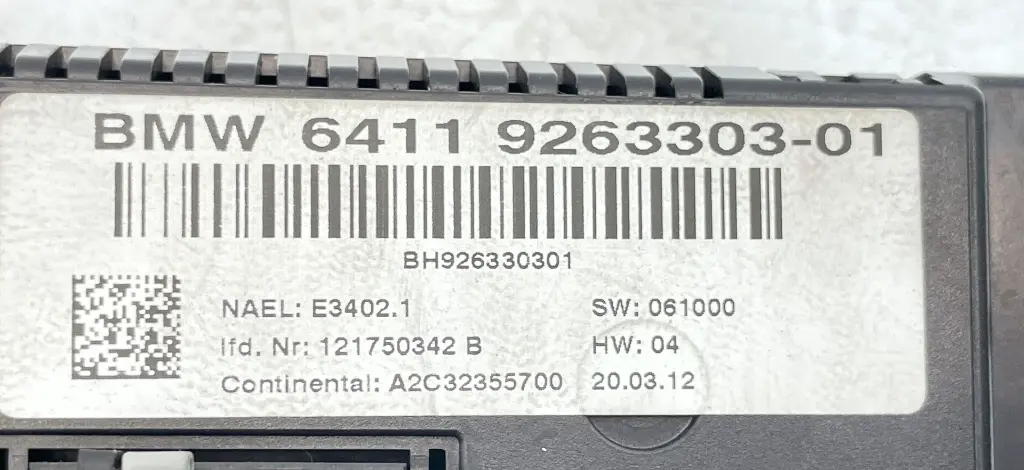 BMW 6411 9263303-01
BH926330301
NAEL: E3402.1 SW: 061000
lfd. Nr: 121750342 B HW: 04
Continental: A2C32355700 20.03.12